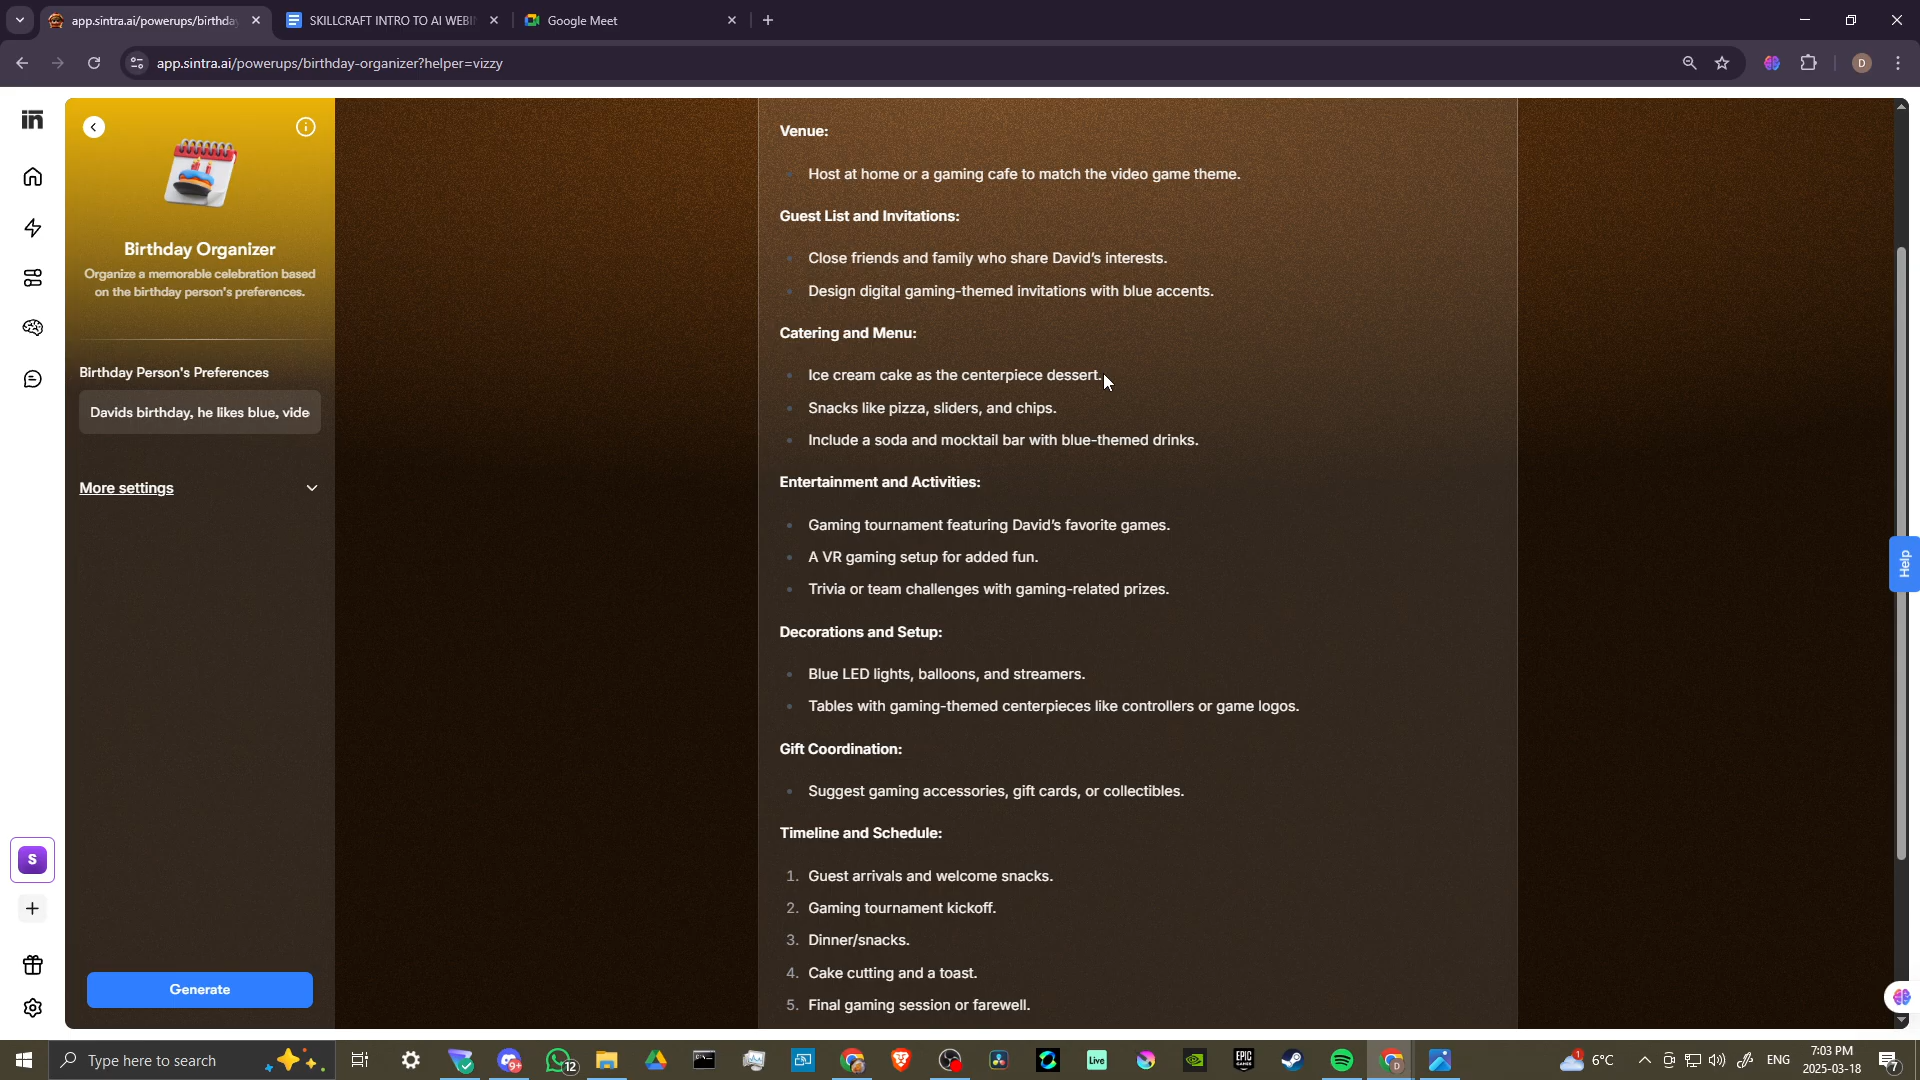 app.sintra.ai/powerups/birthda
SKILLCRAFT INTRO TO AI WEBI
Google Meet
app.sintra.ai/powerups/birthday-organizer?helper=vizzy
D
in
Birthday Organizer
Organize a memorable celebration based
on the birthday person's preferences.
Birthday Person's Preferences
Davids birthday, he likes blue, vide
More settings
Generate
S
Venue:
Host at home or a gaming cafe to match the video game theme.
Guest List and Invitations:
Close friends and family who share David's interests.
Design digital gaming-themed invitations with blue accents.
Catering and Menu:
Ice cream cake as the centerpiece dessert.
Snacks like pizza, sliders, and chips.
Include a soda and mocktail bar with blue-themed drinks.
Entertainment and Activities:
Gaming tournament featuring David's favorite games.
A VR gaming setup for added fun.
Trivia or team challenges with gaming-related prizes.
Decorations and Setup:
Blue LED lights, balloons, and streamers.
Tables with gaming-themed centerpieces like controllers or game logos.
Gift Coordination:
Suggest gaming accessories, gift cards, or collectibles.
Timeline and Schedule:
1. Guest arrivals and welcome snacks.
2. Gaming tournament kickoff.
3. Dinner/snacks.
4. Cake cutting and a toast.
5. Final gaming session or farewell.
Help
Type here to search
9+
12
Live
EPIC GAMES
D
1
6°C
ENG
7:03 PM
2025-03-18
7